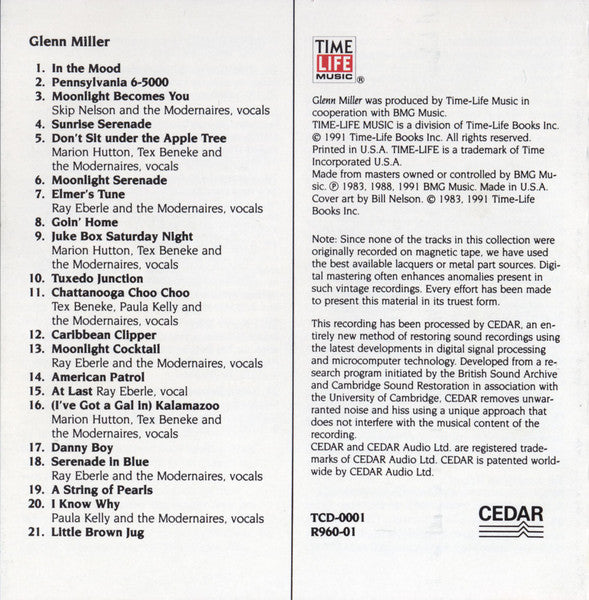 Glenn Miller
1. In the Mood
2. Pennsylvania 6-5000
3. Moonlight Becomes You
Skip Nelson and the Modernaires, vocals
4. Sunrise Serenade
5. Don't Sit under the Apple Tree
Marion Hutton, Tex Beneke and
the Modernaires, vocals
6. Moonlight Serenade
7. Elmer's Tune
Ray Eberle and the Modernaires, vocals
8. Goin' Home
9. Juke Box Saturday Night
Marion Hutton, Tex Beneke and
the Modernaires, vocals
10. Tuxedo Junction
11. Chattanooga Choo Choo
Tex Beneke, Paula Kelly and
the Modernaires, vocals
12. Caribbean Clipper
13. Moonlight Cocktail
Ray Eberle and the Modernaires, vocals
14. American Patrol
15. At Last Ray Eberle, vocal
16. (I've Got a Gal in) Kalamazoo
Marion Hutton, Tex Beneke and
the Modernaires, vocals
17. Danny Boy
18. Serenade in Blue
Ray Eberle and the Modernaires, vocals
19. A String of Pearls
20. I Know Why
Paula Kelly and the Modernaires, vocals
21. Little Brown Jug
TIME
LIFE
MUSIC ®
Glenn Miller was produced by Time-Life Music in
cooperation with BMG Music.
TIME-LIFE MUSIC is a division of Time-Life Books Inc.
© 1991 Time-Life Books Inc. All rights reserved.
Printed in U.S.A. TIME-LIFE is a trademark of Time
Incorporated U.S.A.
Made from masters owned or controlled by BMG Mu-
sic. ℗ 1983, 1988, 1991 BMG Music. Made in U.S.A.
Cover art by Bill Nelson. © 1983, 1991 Time-Life
Books Inc.
Note: Since none of the tracks in this collection were
originally recorded on magnetic tape, we have used
the best available lacquers or metal part sources. Digi-
tal mastering often enhances anomalies present in
such vintage recordings. Every effort has been made
to present this material in its truest form.
This recording has been processed by CEDAR, an en-
tirely new method of restoring sound recordings using
the latest developments in digital signal processing
and microcomputer technology. Developed from a re-
search program initiated by the British Sound Archive
and Cambridge Sound Restoration in association with
the University of Cambridge, CEDAR removes unwar-
ranted noise and hiss using a unique approach that
does not interfere with the musical content of the
recording.
CEDAR and CEDAR Audio Ltd. are registered trade-
marks of CEDAR Audio Ltd. CEDAR is patented world-
wide by CEDAR Audio Ltd.
TCD-0001
R960-01
CEDAR